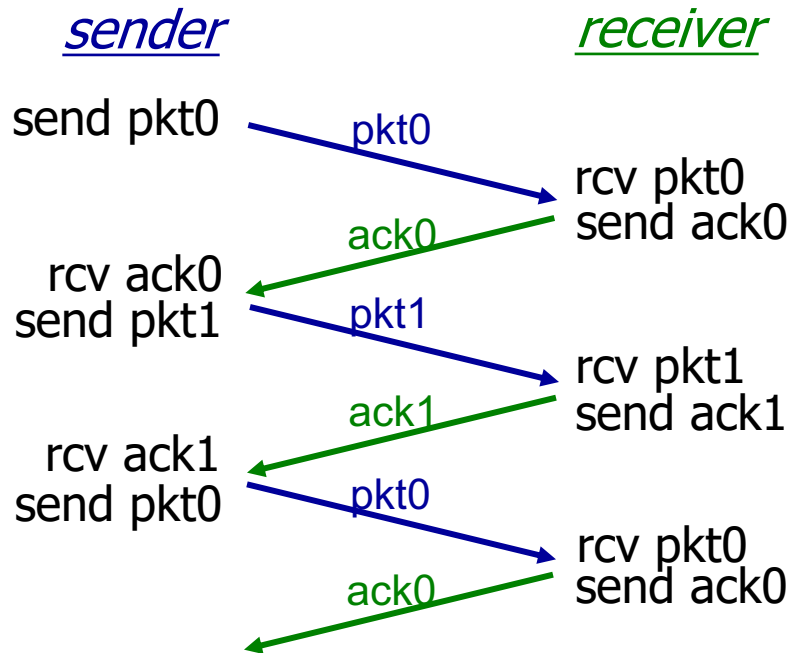 sender
receiver
send pkt0
pkt0
rcv pkt0
send ack0
ack0
rcv ack0
send pkt1
pkt1
rcv pkt1
send ack1
ack1
rcv ack1
send pkt0
pkt0
rcv pkt0
send ack0
ack0